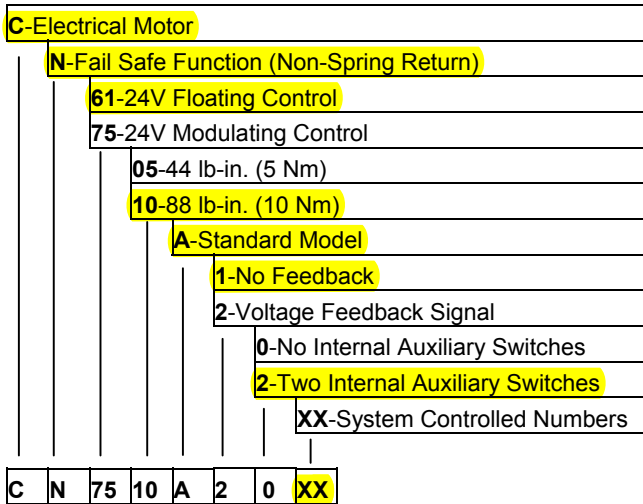 C-Electrical Motor
N-Fail Safe Function (Non-Spring Return)
61-24V Floating Control
75-24V Modulating Control
05-44 lb-in. (5 Nm)
10-88 lb-in. (10 Nm)
A-Standard Model
1-No Feedback
2-Voltage Feedback Signal
0-No Internal Auxiliary Switches
2-Two Internal Auxiliary Switches
XX-System Controlled Numbers
C N 75 10 A 2 0 XX